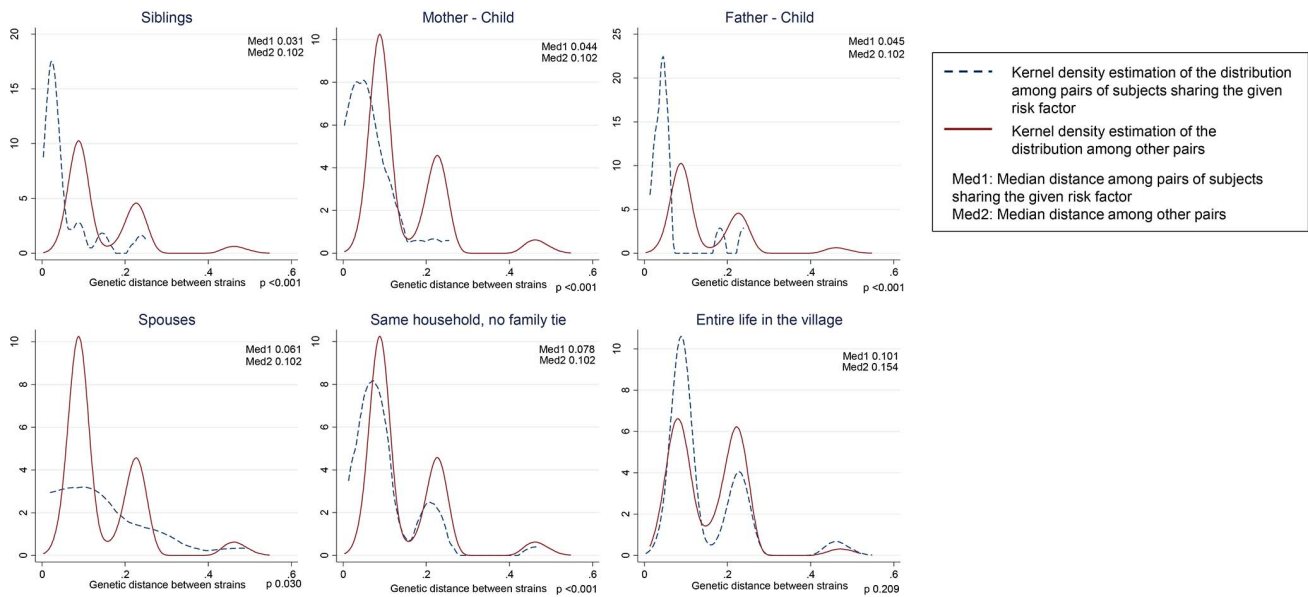 Siblings
Med1 0.031
Med2 0.102
20
15
10
5
0
0
.2
.4
.6
Genetic distance between strains
p <0.001
Mother - Child
Med1 0.044
Med2 0.102
10
8
6
4
2
0
0
.2
.4
.6
Genetic distance between strains
p <0.001
Father - Child
Med1 0.045
Med2 0.102
25
20
15
10
5
0
0
.2
.4
.6
Genetic distance between strains
p <0.001
Kernel density estimation of the distribution
among pairs of subjects sharing the given
risk factor
Kernel density estimation of the
distribution among other pairs
Med1: Median distance among pairs of subjects
sharing the given risk factor
Med2: Median distance among other pairs
Spouses
Med1 0.061
Med2 0.102
10
8
6
4
2
0
0
.2
.4
.6
Genetic distance between strains
p 0.030
Same household, no family tie
Med1 0.078
Med2 0.102
10
8
6
4
2
0
0
.2
.4
.6
Genetic distance between strains
p <0.001
Entire life in the village
Med1 0.101
Med2 0.154
10
8
6
4
2
0
0
.2
.4
.6
Genetic distance between strains
p 0.209